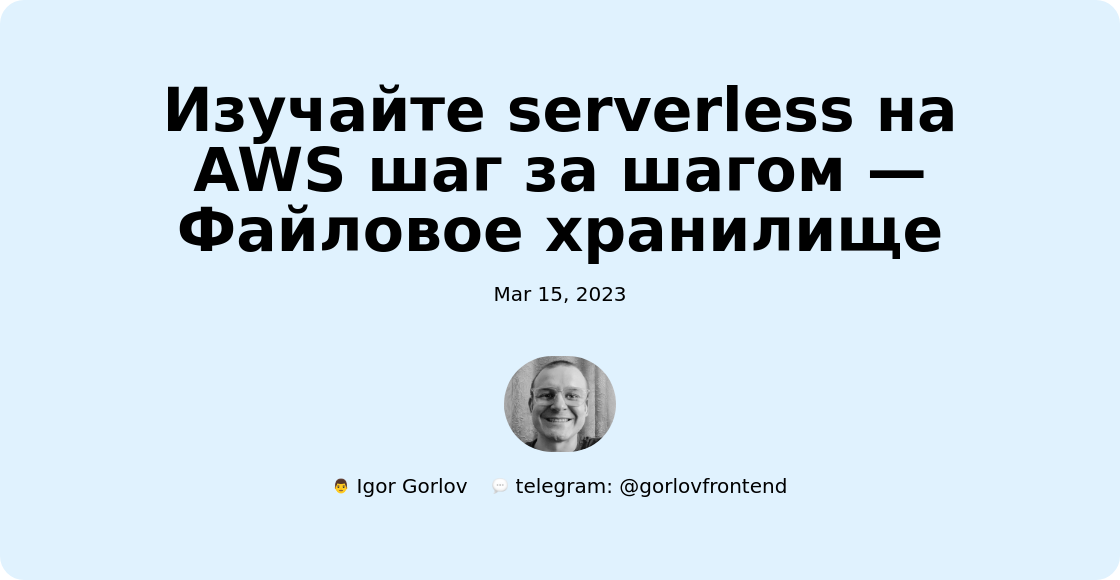 Изучайте serverless на
AWS шаг за шагом —
Файловое хранилище
Mar 15, 2023
👨 Igor Gorlov 💬 telegram: @gorlovfrontend